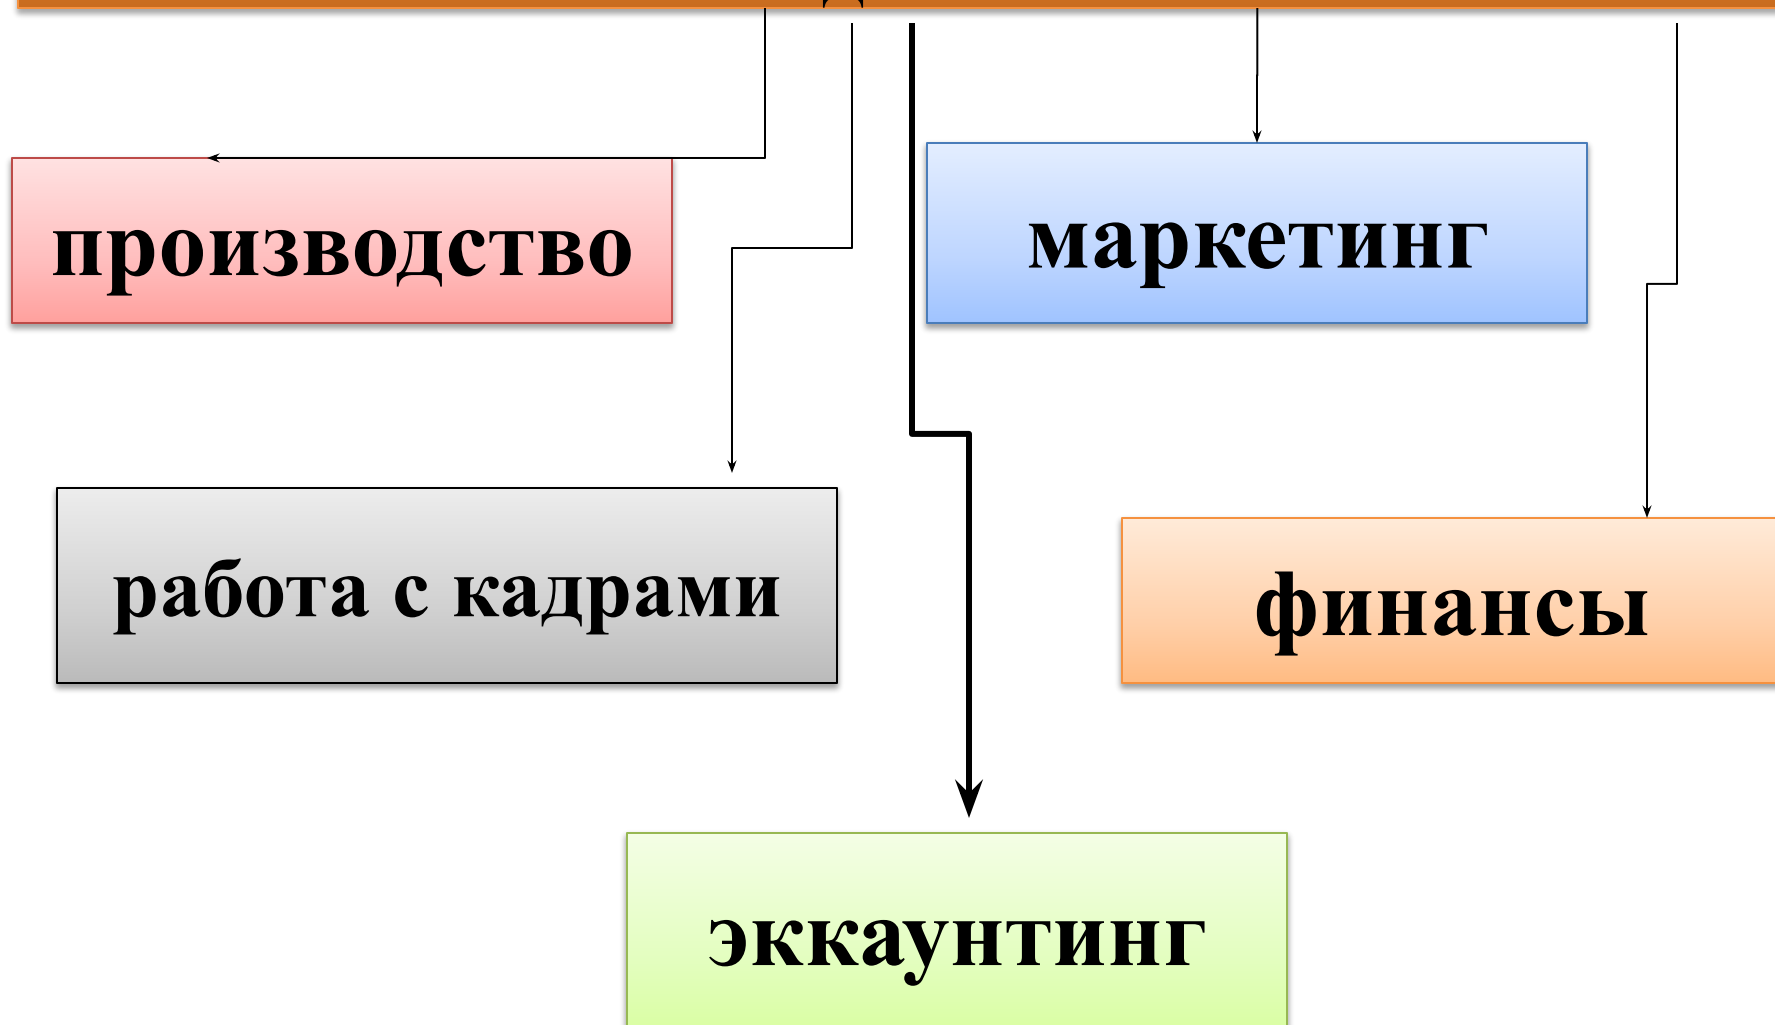 производство
маркетинг
работа с кадрами
финансы
эккаунтинг